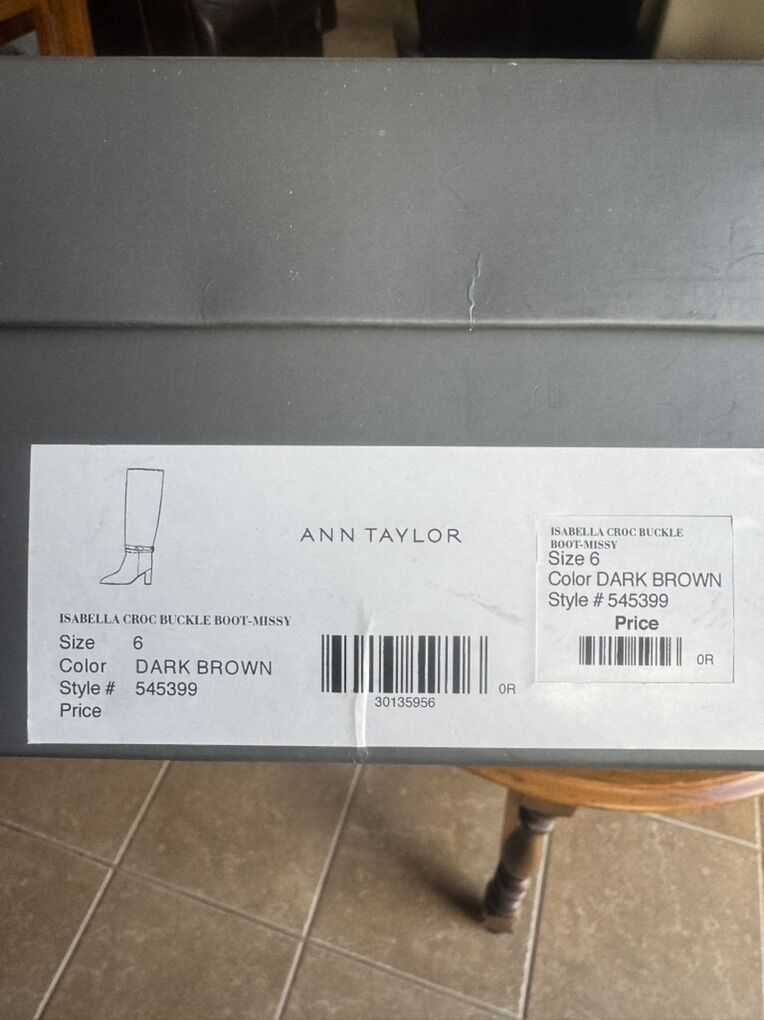 ANN TAYLOR
ISABELLA CROC BUCKLE BOOT-MISSY
Size 6
Color DARK BROWN
Style # 545399
Price
30135956
0R
ISABELLA CROC BUCKLE
BOOT-MISSY
Size 6
Color DARK BROWN
Style # 545399
Price
0R